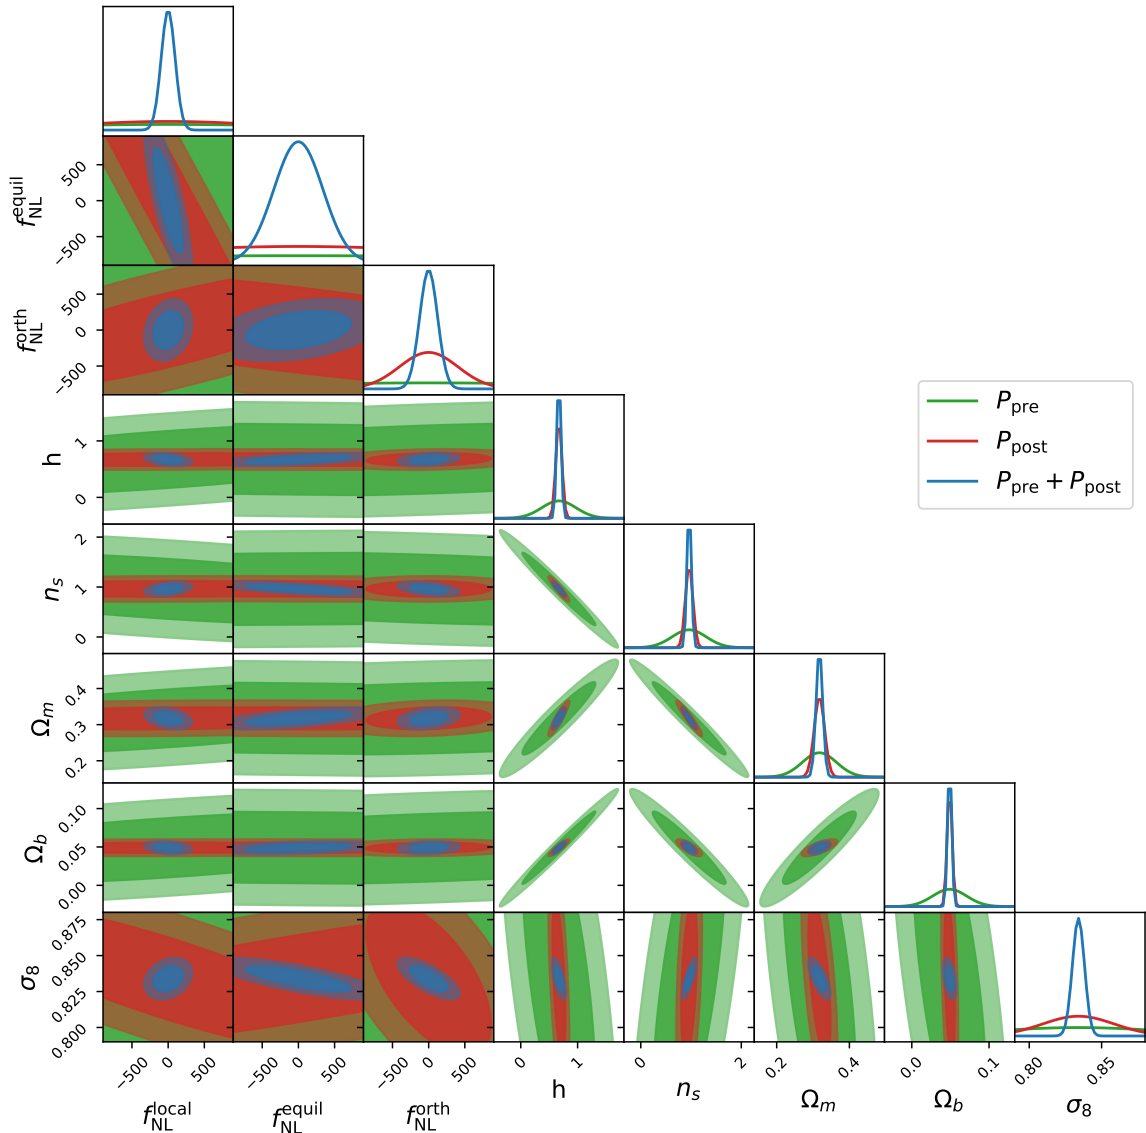 500
0
−500
f_NL^equil
500
0
−500
f_NL^orth
P_pre
P_post
P_pre + P_post
1
0
h
2
1
0
n_s
0.4
0.3
0.2
Ω_m
0.10
0.05
0.00
Ω_b
0.875
0.850
0.825
0.800
σ_8
−500 0 500
−500 0 500
−500 0 500
0 1
0 2
0.2 0.4
0.0 0.1
0.80 0.85
f_NL^local f_NL^equil f_NL^orth h n_s Ω_m Ω_b σ_8